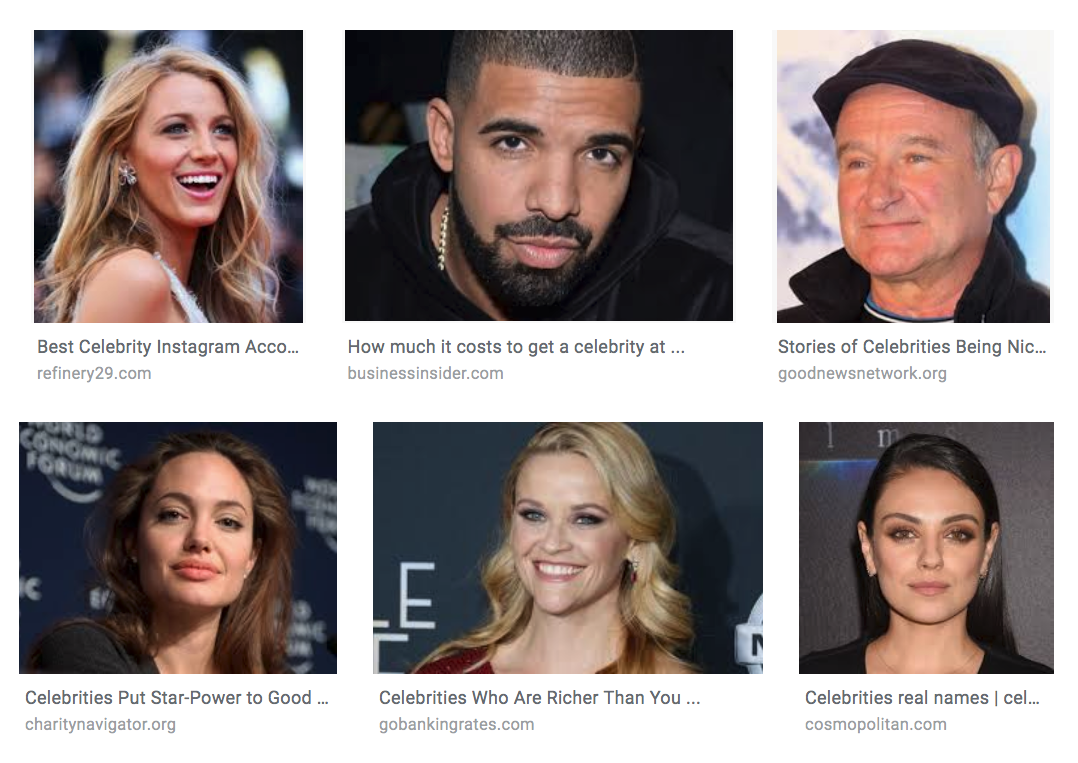 Best Celebrity Instagram Acco...
refinery29.com
How much it costs to get a celebrity at ...
businessinsider.com
Stories of Celebrities Being Nic...
goodnewsnetwork.org
WORLD
ECONOMIC
FORUM
LE
l m s
Celebrities Put Star-Power to Good ...
charitynavigator.org
Celebrities Who Are Richer Than You ...
gobankingrates.com
Celebrities real names | cel...
cosmopolitan.com